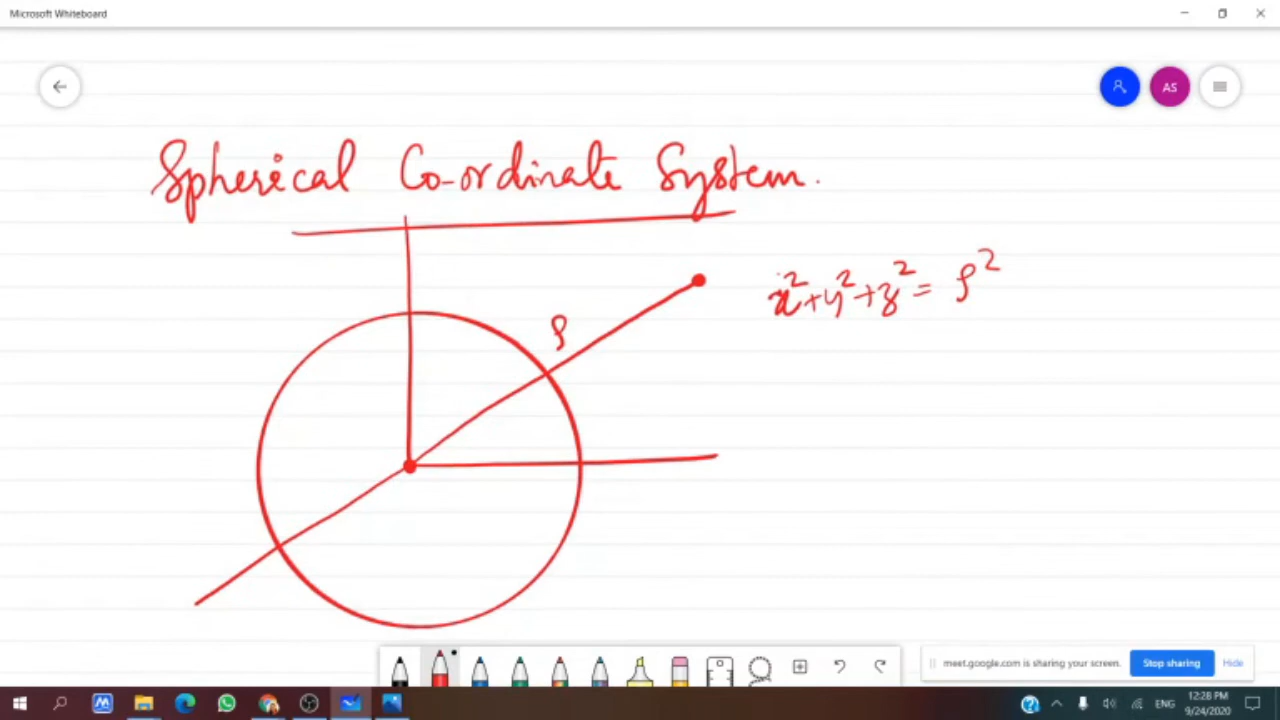 Microsoft Whiteboard
AS
Spherical Co-ordinate System.
x²+y²+z² = ρ²
ρ
meet.google.com is sharing your screen.
Stop sharing
Hide
ENG
12:28 PM
9/24/2020